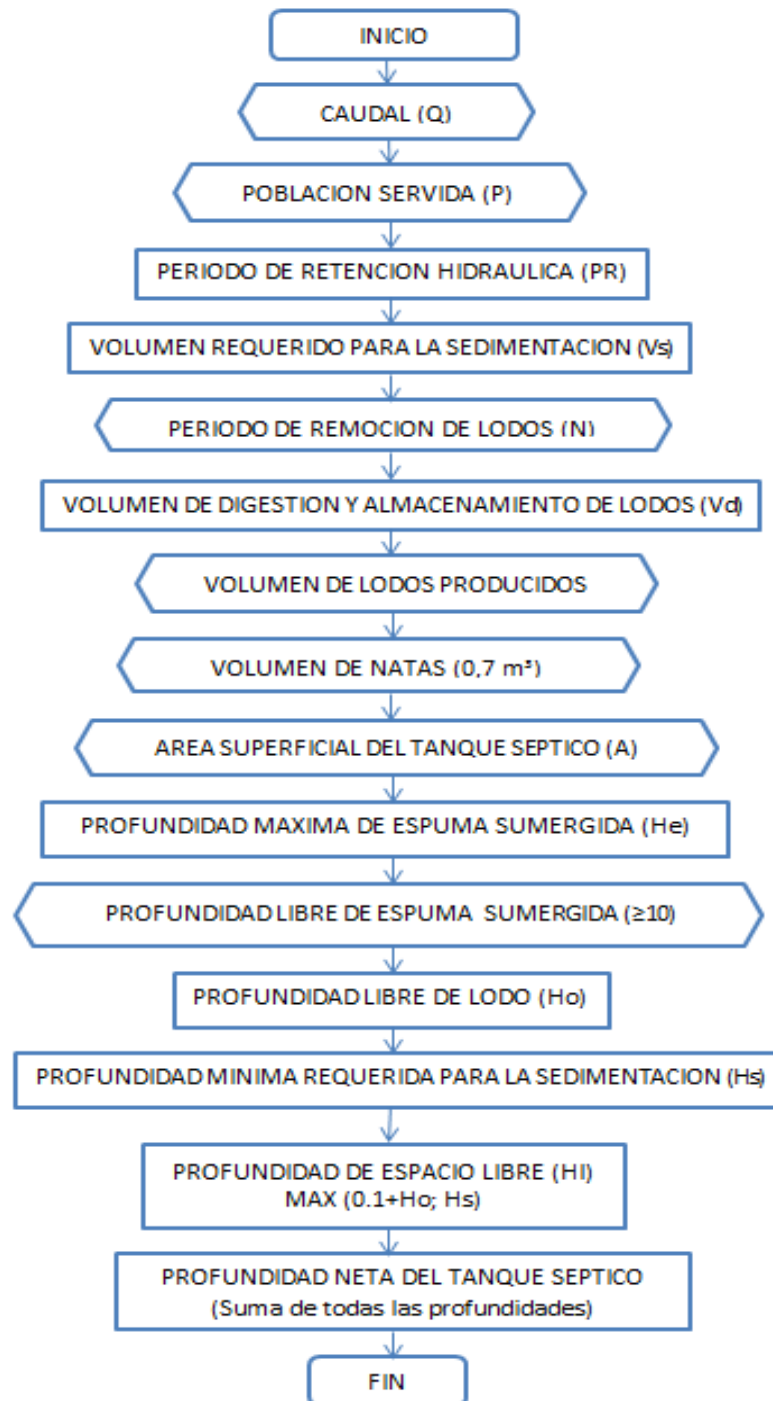 INICIO
CAUDAL (Q)
POBLACION SERVIDA (P)
PERIODO DE RETENCION HIDRAULICA (PR)
VOLUMEN REQUERIDO PARA LA SEDIMENTACION (Vs)
PERIODO DE REMOCION DE LODOS (N)
VOLUMEN DE DIGESTION Y ALMACENAMIENTO DE LODOS (Vd)
VOLUMEN DE LODOS PRODUCIDOS
VOLUMEN DE NATAS (0,7 m³)
AREA SUPERFICIAL DEL TANQUE SEPTICO (A)
PROFUNDIDAD MAXIMA DE ESPUMA SUMERGIDA (He)
PROFUNDIDAD LIBRE DE ESPUMA SUMERGIDA (≥10)
PROFUNDIDAD LIBRE DE LODO (Ho)
PROFUNDIDAD MINIMA REQUERIDA PARA LA SEDIMENTACION (Hs)
PROFUNDIDAD DE ESPACIO LIBRE (Hl)
MAX (0.1+Ho; Hs)
PROFUNDIDAD NETA DEL TANQUE SEPTICO
(Suma de todas las profundidades)
FIN